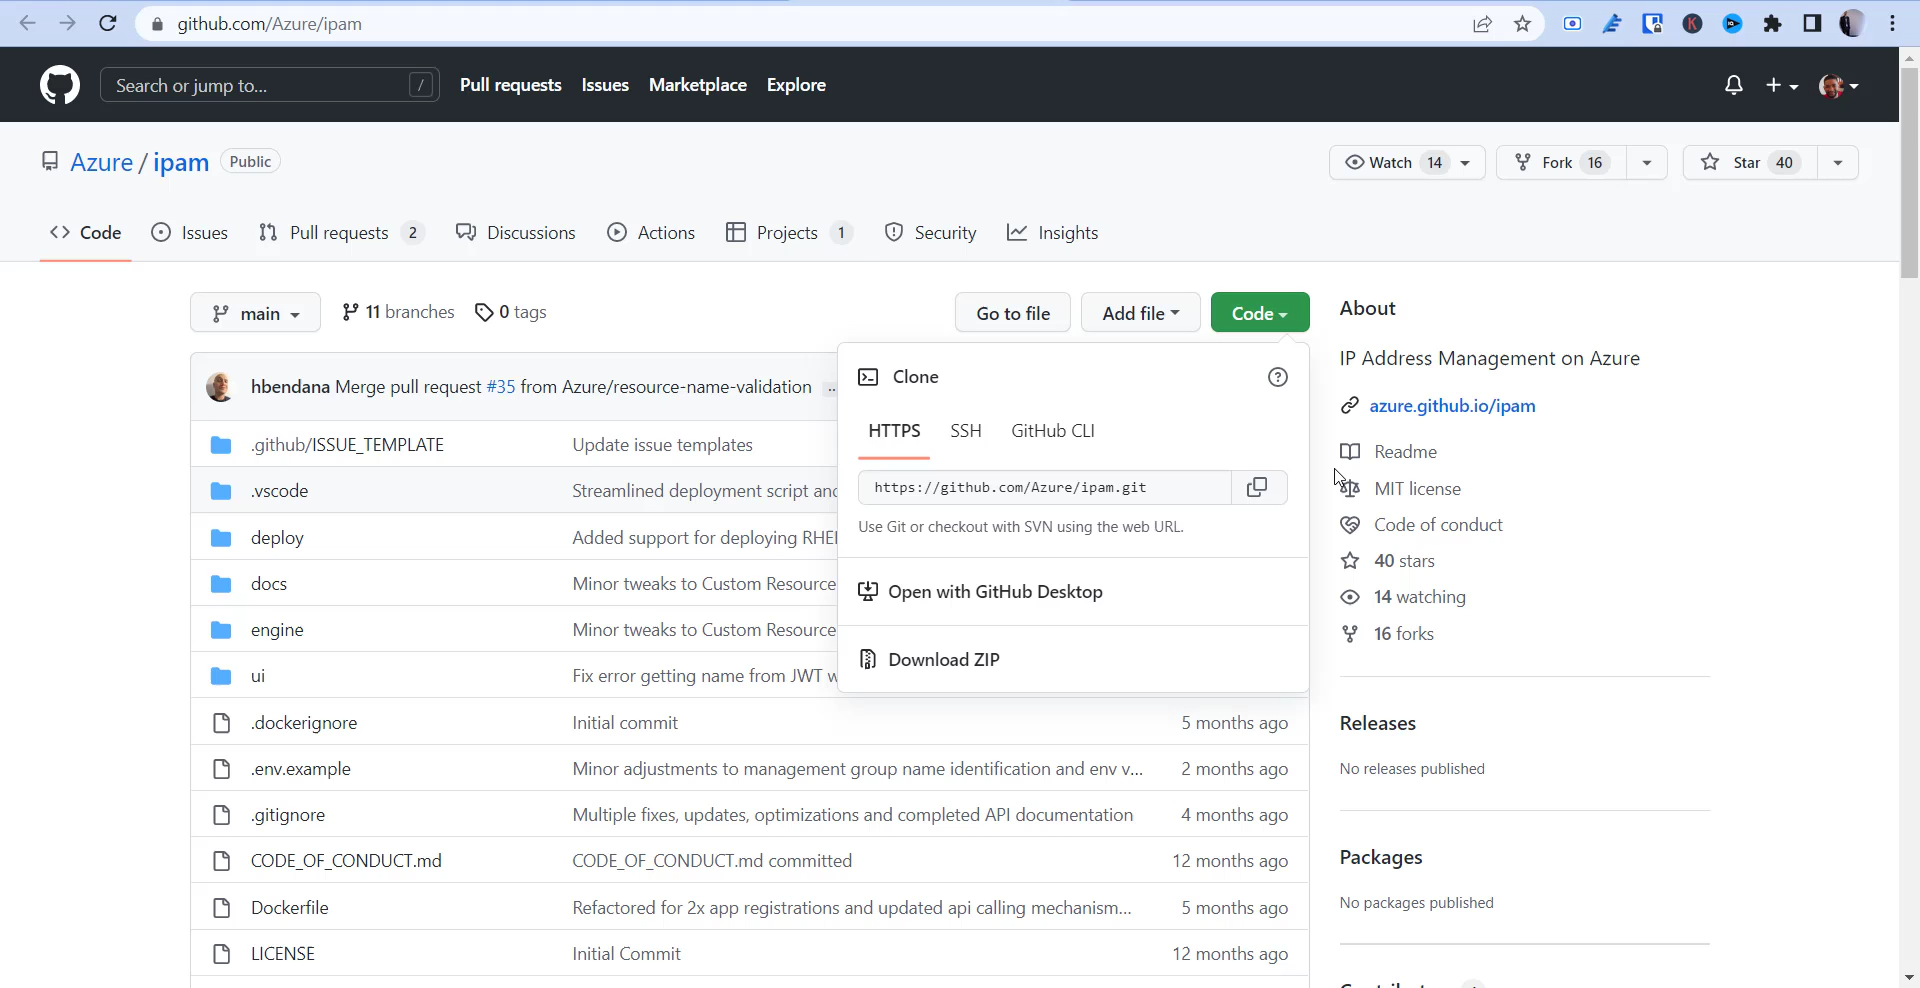 github.com/Azure/ipam
Search or jump to... /
Pull requests
Issues
Marketplace
Explore
Azure / ipam Public
Watch 14
Fork 16
Star 40
Code
Issues
Pull requests 2
Discussions
Actions
Projects 1
Security
Insights
main
11 branches
0 tags
Go to file
Add file
Code
hbendana Merge pull request #35 from Azure/resource-name-validation ...
.github/ISSUE_TEMPLATE Update issue templates
.vscode Streamlined deployment script and
deploy Added support for deploying RHEL
docs Minor tweaks to Custom Resource
engine Minor tweaks to Custom Resource
ui Fix error getting name from JWT w
.dockerignore Initial commit 5 months ago
.env.example Minor adjustments to management group name identification and env v... 2 months ago
.gitignore Multiple fixes, updates, optimizations and completed API documentation 4 months ago
CODE_OF_CONDUCT.md CODE_OF_CONDUCT.md committed 12 months ago
Dockerfile Refactored for 2x app registrations and updated api calling mechanism... 5 months ago
LICENSE Initial Commit 12 months ago
Clone
HTTPS SSH GitHub CLI
https://github.com/Azure/ipam.git
Use Git or checkout with SVN using the web URL.
Open with GitHub Desktop
Download ZIP
About
IP Address Management on Azure
azure.github.io/ipam
Readme
MIT license
Code of conduct
40 stars
14 watching
16 forks
Releases
No releases published
Packages
No packages published